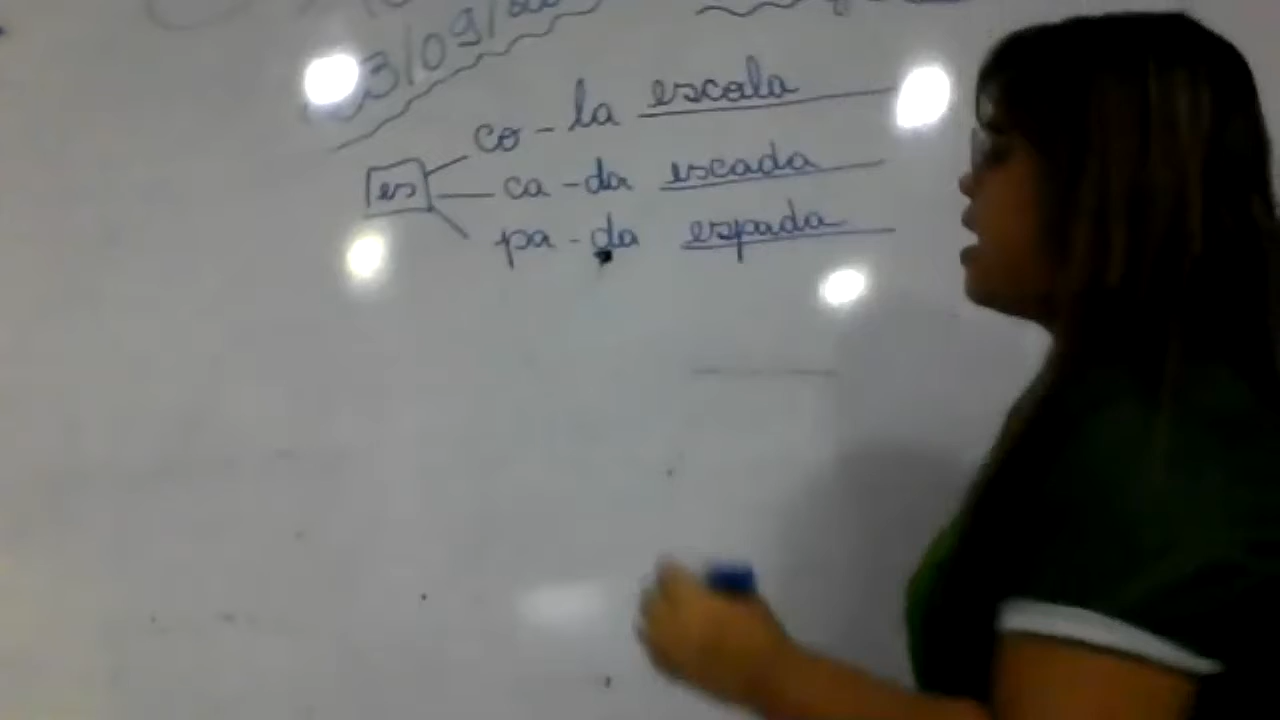 3/09/
co - la escola
es ca - da escada
pa - da espada